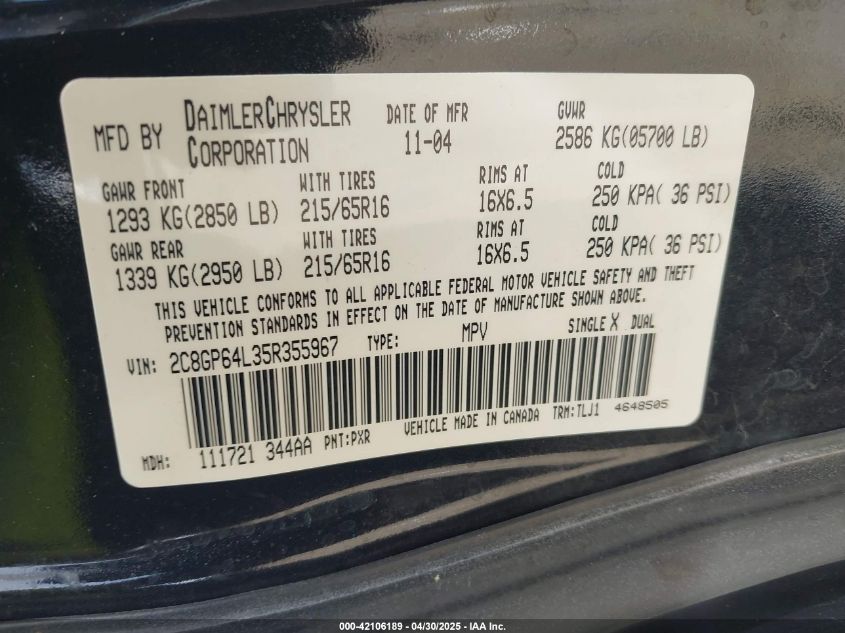 MFD BY DAIMLERCHRYSLER CORPORATION DATE OF MFR 11-04 GVWR 2586 KG(05700 LB)
GAWR FRONT WITH TIRES RIMS AT COLD
1293 KG(2850 LB) 215/65R16 16X6.5 250 KPA( 36 PSI)
GAWR REAR WITH TIRES RIMS AT COLD
1339 KG(2950 LB) 215/65R16 16X6.5 250 KPA( 36 PSI)
THIS VEHICLE CONFORMS TO ALL APPLICABLE FEDERAL MOTOR VEHICLE SAFETY AND THEFT
PREVENTION STANDARDS IN EFFECT ON THE DATE OF MANUFACTURE SHOWN ABOVE.
VIN: 2C8GP64L35R355967 TYPE: MPV SINGLE X DUAL
MDH: 111721 344AA PNT:PXR VEHICLE MADE IN CANADA TRM:TLJ1 4648505
000-42106189 - 04/30/2025 - IAA Inc.